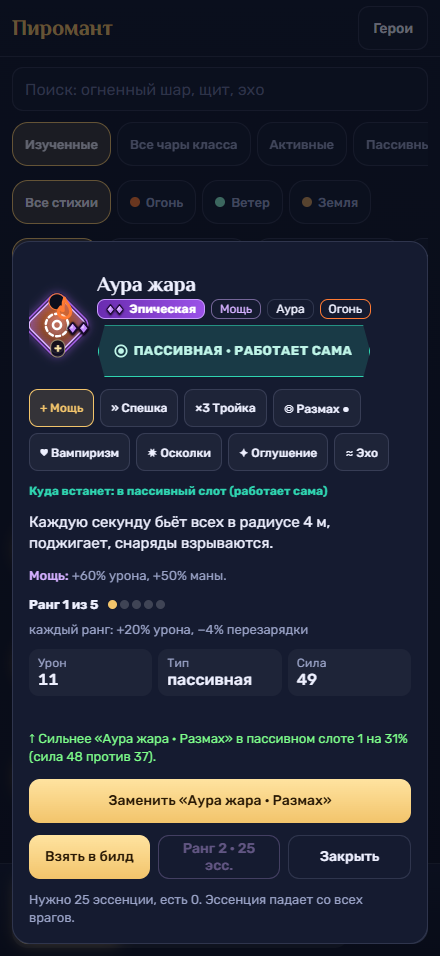 Пиромант
Герои
Поиск: огненный шар, щит, эхо
Изученные
Все чары класса
Активные
Пассивнь
Все стихии
Огонь
Ветер
Земля
Аура жара
Эпическая
Мощь
Аура
Огонь
ПАССИВНАЯ • РАБОТАЕТ САМА
+ Мощь
» Спешка
×3 Тройка
◎ Размах •
♥ Вампиризм
✸ Осколки
✦ Оглушение
≈ Эхо
Куда встанет: в пассивный слот (работает сама)
Каждую секунду бьёт всех в радиусе 4 м,
поджигает, снаряды взрываются.
Мощь: +60% урона, +50% маны.
Ранг 1 из 5
каждый ранг: +20% урона, −4% перезарядки
Урон
11
Тип
пассивная
Сила
49
↑ Сильнее «Аура жара • Размах» в пассивном слоте 1 на 31%
(сила 48 против 37).
Заменить «Аура жара • Размах»
Взять в билд
Ранг 2 • 25
эсс.
Закрыть
Нужно 25 эссенции, есть 0. Эссенция падает со всех
врагов.